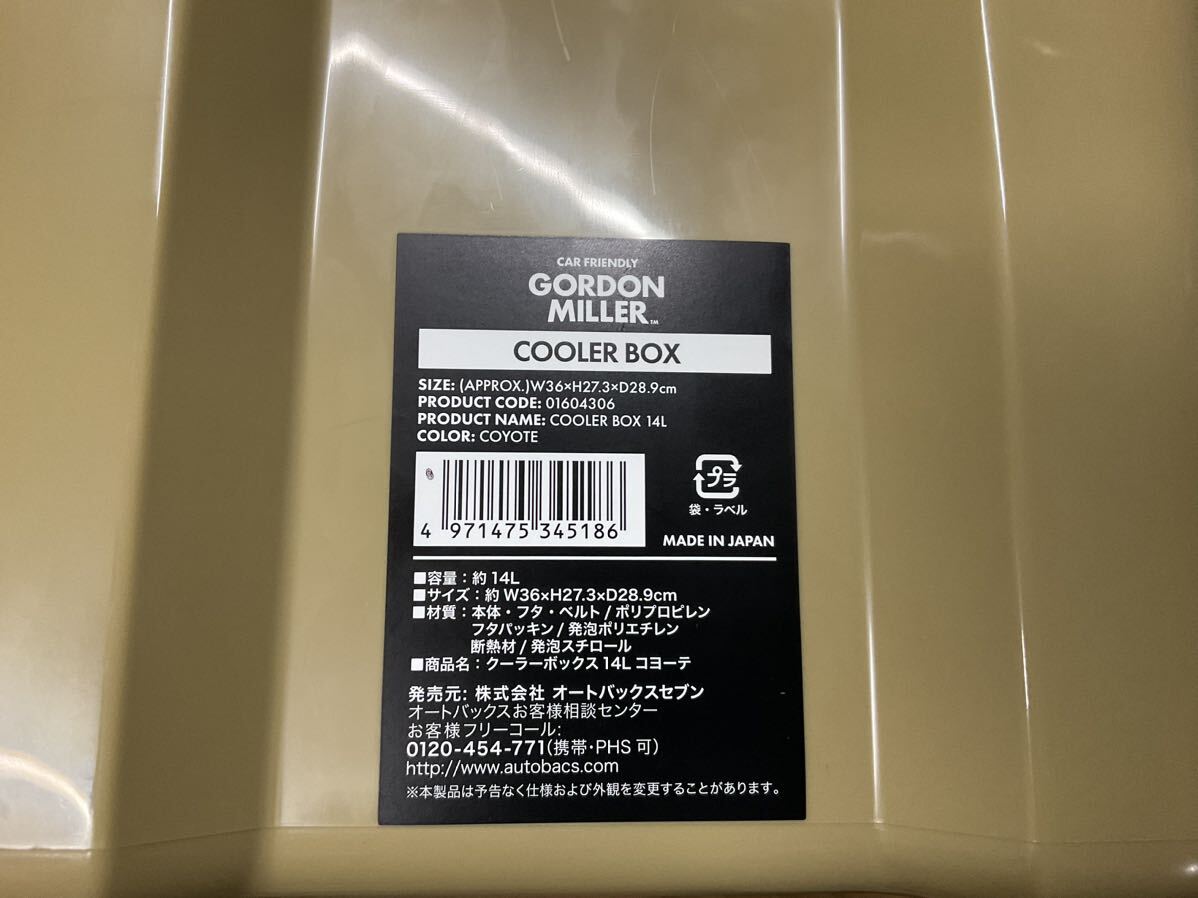 CAR FRIENDLY
GORDON
MILLER™
COOLER BOX
SIZE: (APPROX.)W36×H27.3×D28.9cm
PRODUCT CODE: 01604306
PRODUCT NAME: COOLER BOX 14L
COLOR: COYOTE
4 971475 345186
プラ
袋・ラベル
MADE IN JAPAN
■容量：約 14L
■サイズ：約 W36×H27.3×D28.9cm
■材質：本体・フタ・ベルト / ポリプロピレン
フタパッキン / 発泡ポリエチレン
断熱材 / 発泡スチロール
■商品名：クーラーボックス 14L コヨーテ
発売元: 株式会社 オートバックスセブン
オートバックスお客様相談センター
お客様フリーコール:
0120-454-771(携帯・PHS 可)
http://www.autobacs.com
※本製品は予告なく仕様および外観を変更することがあります。